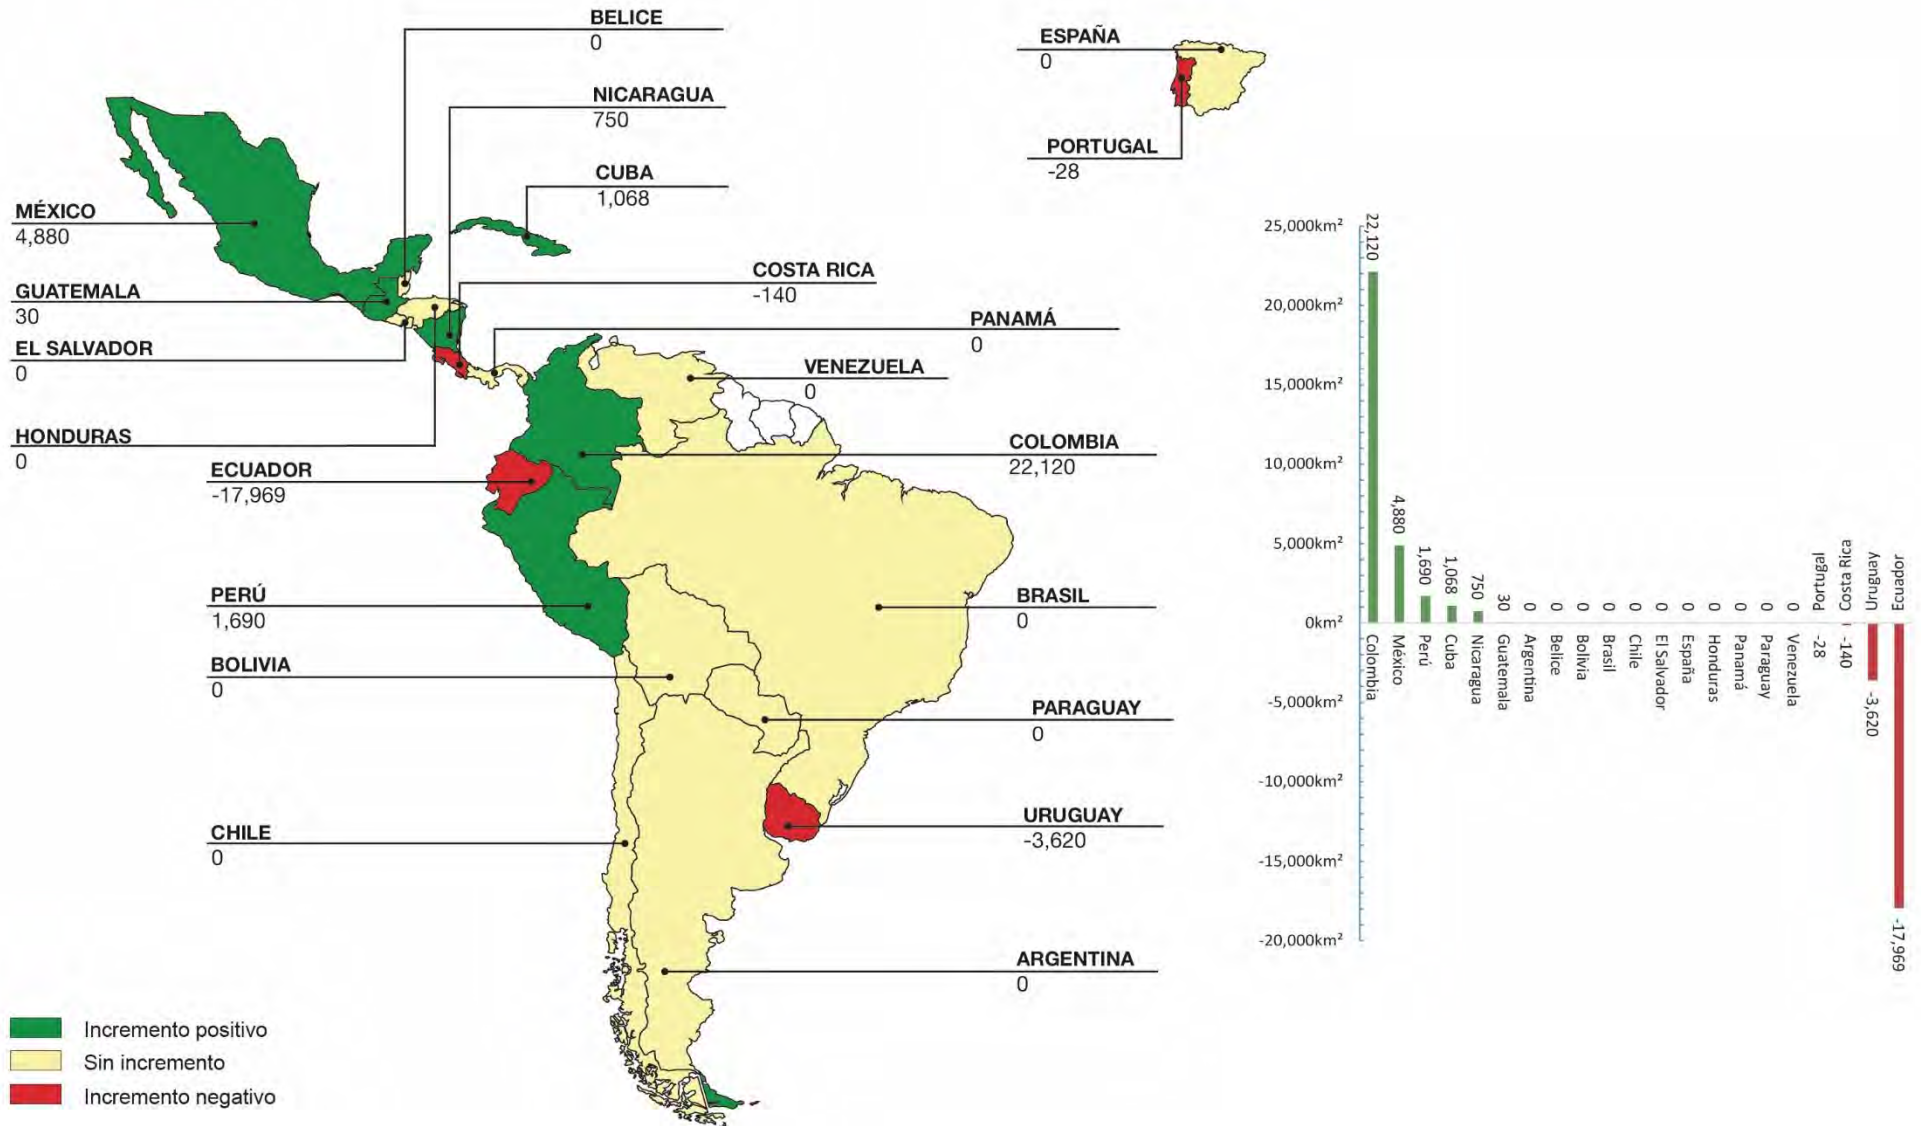 BELICE
0
NICARAGUA
750
CUBA
1,068
MÉXICO
4,880
GUATEMALA
30
EL SALVADOR
0
HONDURAS
0
COSTA RICA
-140
PANAMÁ
0
VENEZUELA
0
COLOMBIA
22,120
ECUADOR
-17,969
PERÚ
1,690
BRASIL
0
BOLIVIA
0
PARAGUAY
0
CHILE
0
URUGUAY
-3,620
ARGENTINA
0
ESPAÑA
0
PORTUGAL
-28
Incremento positivo
Sin incremento
Incremento negativo
25,000km²
20,000km²
15,000km²
10,000km²
5,000km²
0km²
-5,000km²
-10,000km²
-15,000km²
-20,000km²
22,120
Colombia
4,880
México
1,690
Perú
1,068
Cuba
750
Nicaragua
30
Guatemala
0
Argentina
0
Belice
0
Bolivia
0
Brasil
0
Chile
0
El Salvador
0
España
0
Honduras
0
Panamá
0
Paraguay
0
Venezuela
Portugal
-28
Costa Rica
-140
Uruguay
-3,620
Ecuador
-17,969